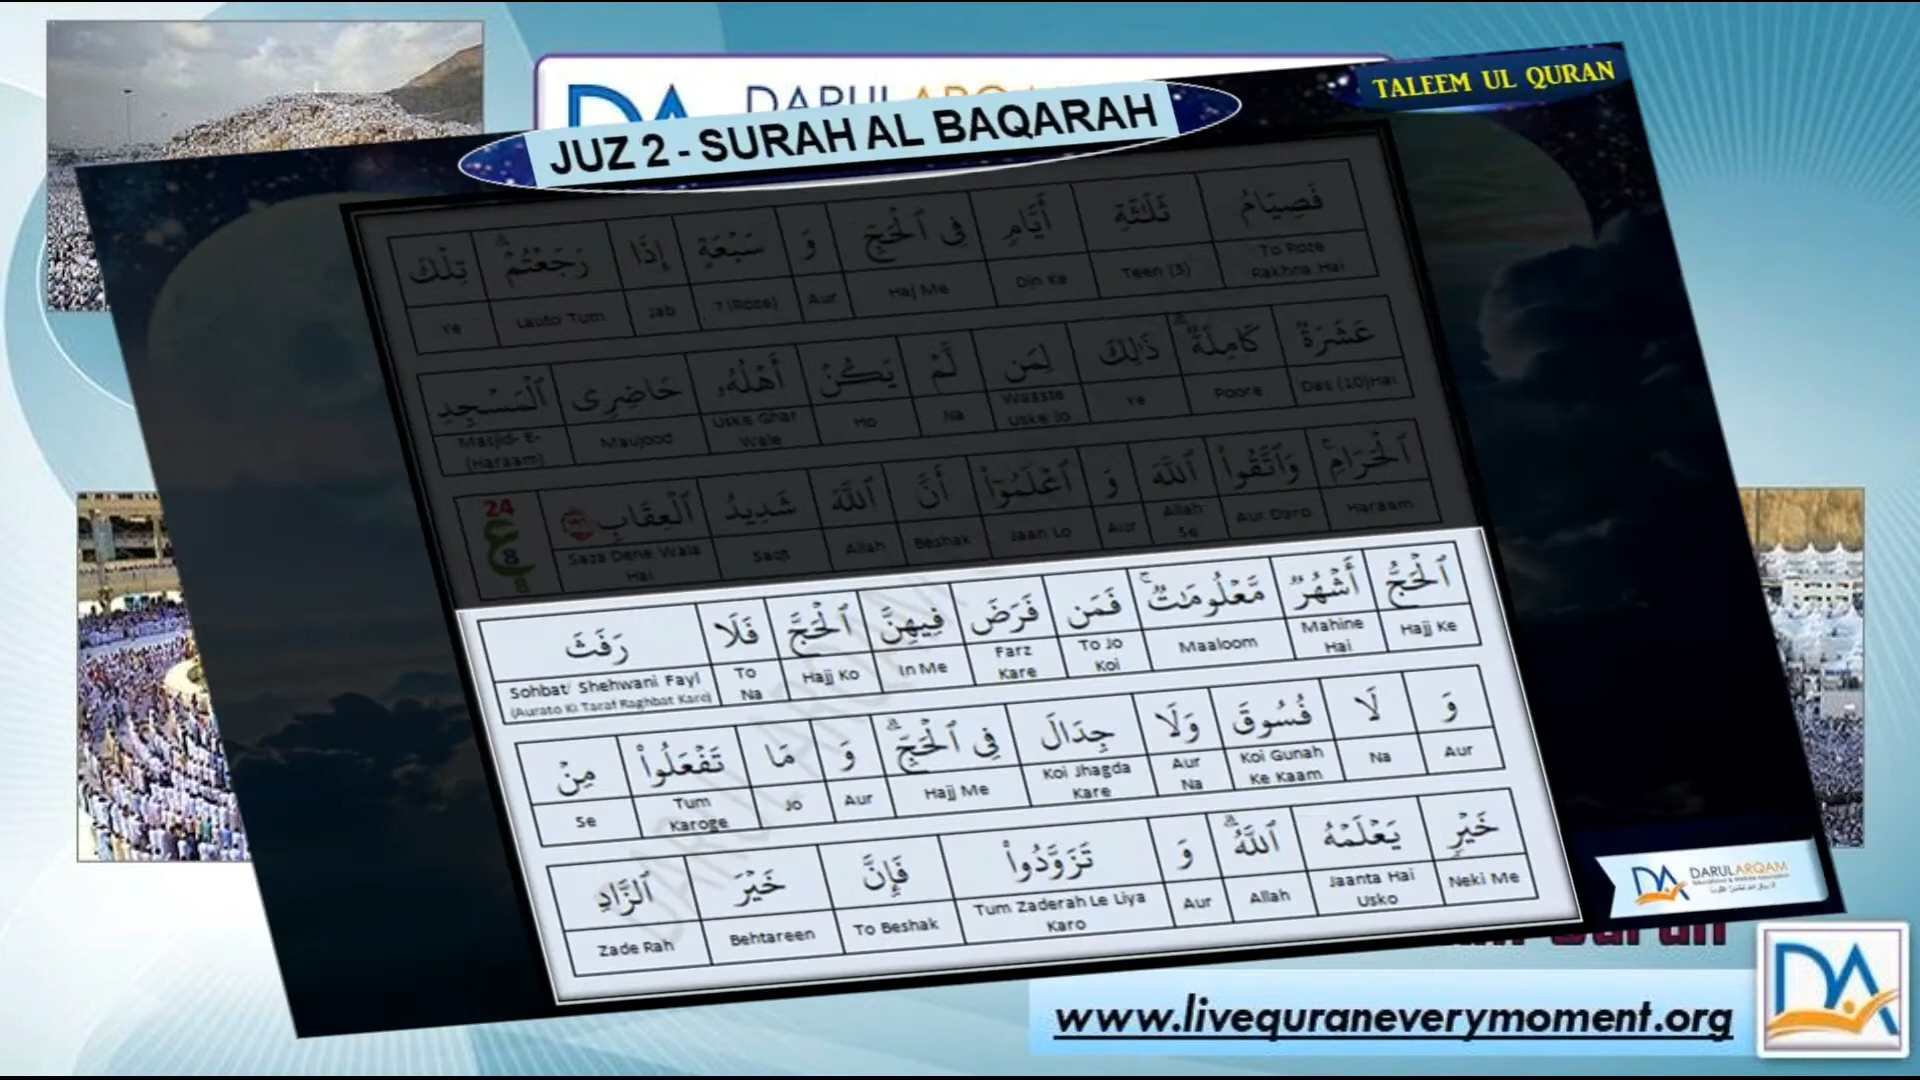 DARUL ARQAM
TALEEM UL QURAN
JUZ 2 - SURAH AL BAQARAH
فَصِيَامُ ثَلَٰثَةِ أَيَّامٍ فِى ٱلْحَجِّ وَ سَبْعَةٍ إِذَا رَجَعْتُمْ ۗ تِلْكَ
To Roze Rakhna Hai Teen (3) Din Ke Haj Me Aur 7 (Roze) Jab Lauto Tum Ye
عَشَرَةٌ كَامِلَةٌ ۗ ذَٰلِكَ لِمَن لَّمْ يَكُنْ أَهْلُهُۥ حَاضِرِى ٱلْمَسْجِدِ
Das (10)Hai Poore Ye Waaste Uske Jo Na Ho Uske Ghar Wale Maujood Masjid- E- (Haraam)
ٱلْحَرَامِ ۚ وَٱتَّقُوا۟ ٱللَّهَ وَ ٱعْلَمُوٓا۟ أَنَّ ٱللَّهَ شَدِيدُ ٱلْعِقَابِ ١٩٦ 24 ع 8
Haraam Aur Daro Allah Se Aur Jaan Lo Beshak Allah Saqt Saza Dene Wala Hai
ٱلْحَجُّ أَشْهُرٌ مَّعْلُومَٰتٌ ۚ فَمَن فَرَضَ فِيهِنَّ ٱلْحَجَّ فَلَا رَفَثَ
Hajj Ke Mahine Hai Maaloom To Jo Koi Farz Kare In Me Hajj Ko To Na Sohbat/ Shehwani Fayl (Aurato Ki Taraf Raghbat Karo)
وَ لَا فُسُوقَ وَلَا جِدَالَ فِى ٱلْحَجِّ ۗ وَ مَا تَفْعَلُوا۟ مِنْ
Aur Na Koi Gunah Ke Kaam Aur Na Koi Jhagda Kare Hajj Me Aur Jo Tum Karoge Se
خَيْرٍ يَعْلَمْهُ ٱللَّهُ ۗ وَ تَزَوَّدُوا۟ فَإِنَّ خَيْرَ ٱلزَّادِ
Neki Me Jaanta Hai Usko Allah Aur Tum Zaderah Le Liya Karo To Beshak Behtareen Zade Rah
DARULARQAM
www.livequraneverymoment.org
DA